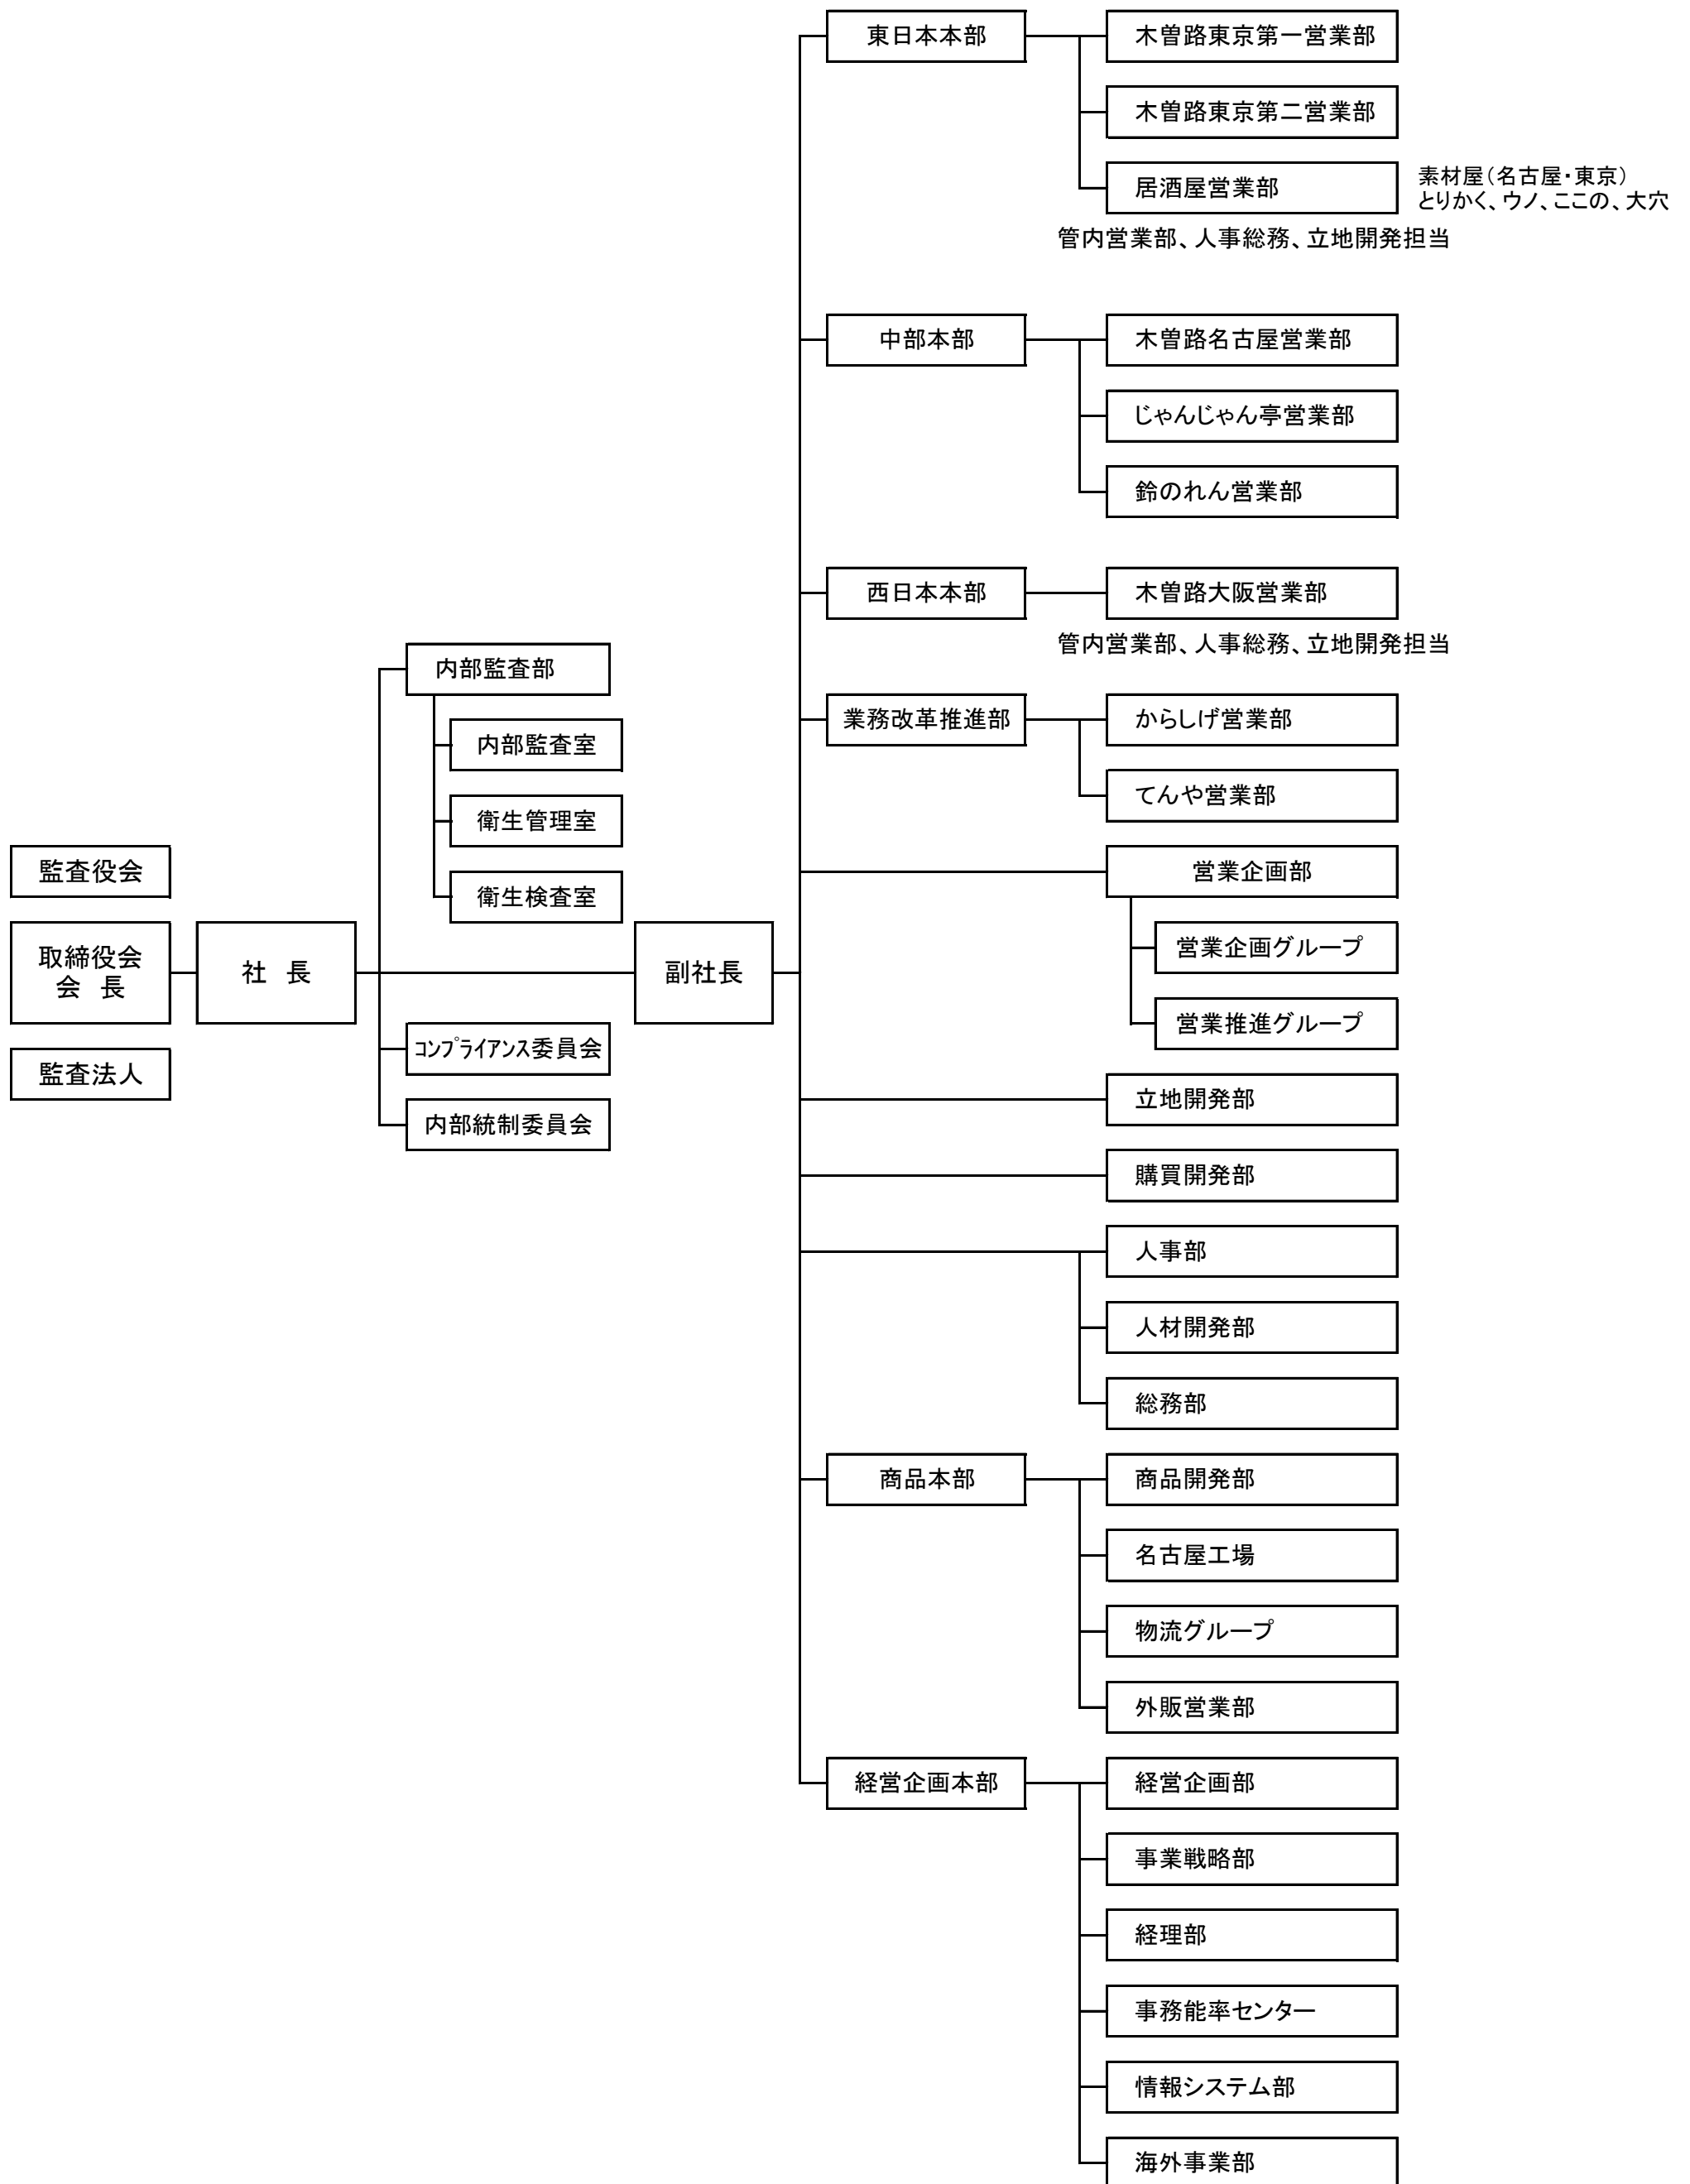 東日本本部
木曽路東京第一営業部
木曽路東京第二営業部
居酒屋営業部
素材屋（名古屋・東京）
とりかく、ウノ、ここの、大穴
管内営業部、人事総務、立地開発担当
中部本部
木曽路名古屋営業部
じゃんじゃん亭営業部
鈴のれん営業部
西日本本部
木曽路大阪営業部
管内営業部、人事総務、立地開発担当
内部監査部
内部監査室
衛生管理室
衛生検査室
業務改革推進部
からしげ営業部
てんや営業部
監査役会
取締役会
会　長
監査法人
社　長
副社長
コンプライアンス委員会
内部統制委員会
営業企画部
営業企画グループ
営業推進グループ
立地開発部
購買開発部
人事部
人材開発部
総務部
商品本部
商品開発部
名古屋工場
物流グループ
外販営業部
経営企画本部
経営企画部
事業戦略部
経理部
事務能率センター
情報システム部
海外事業部